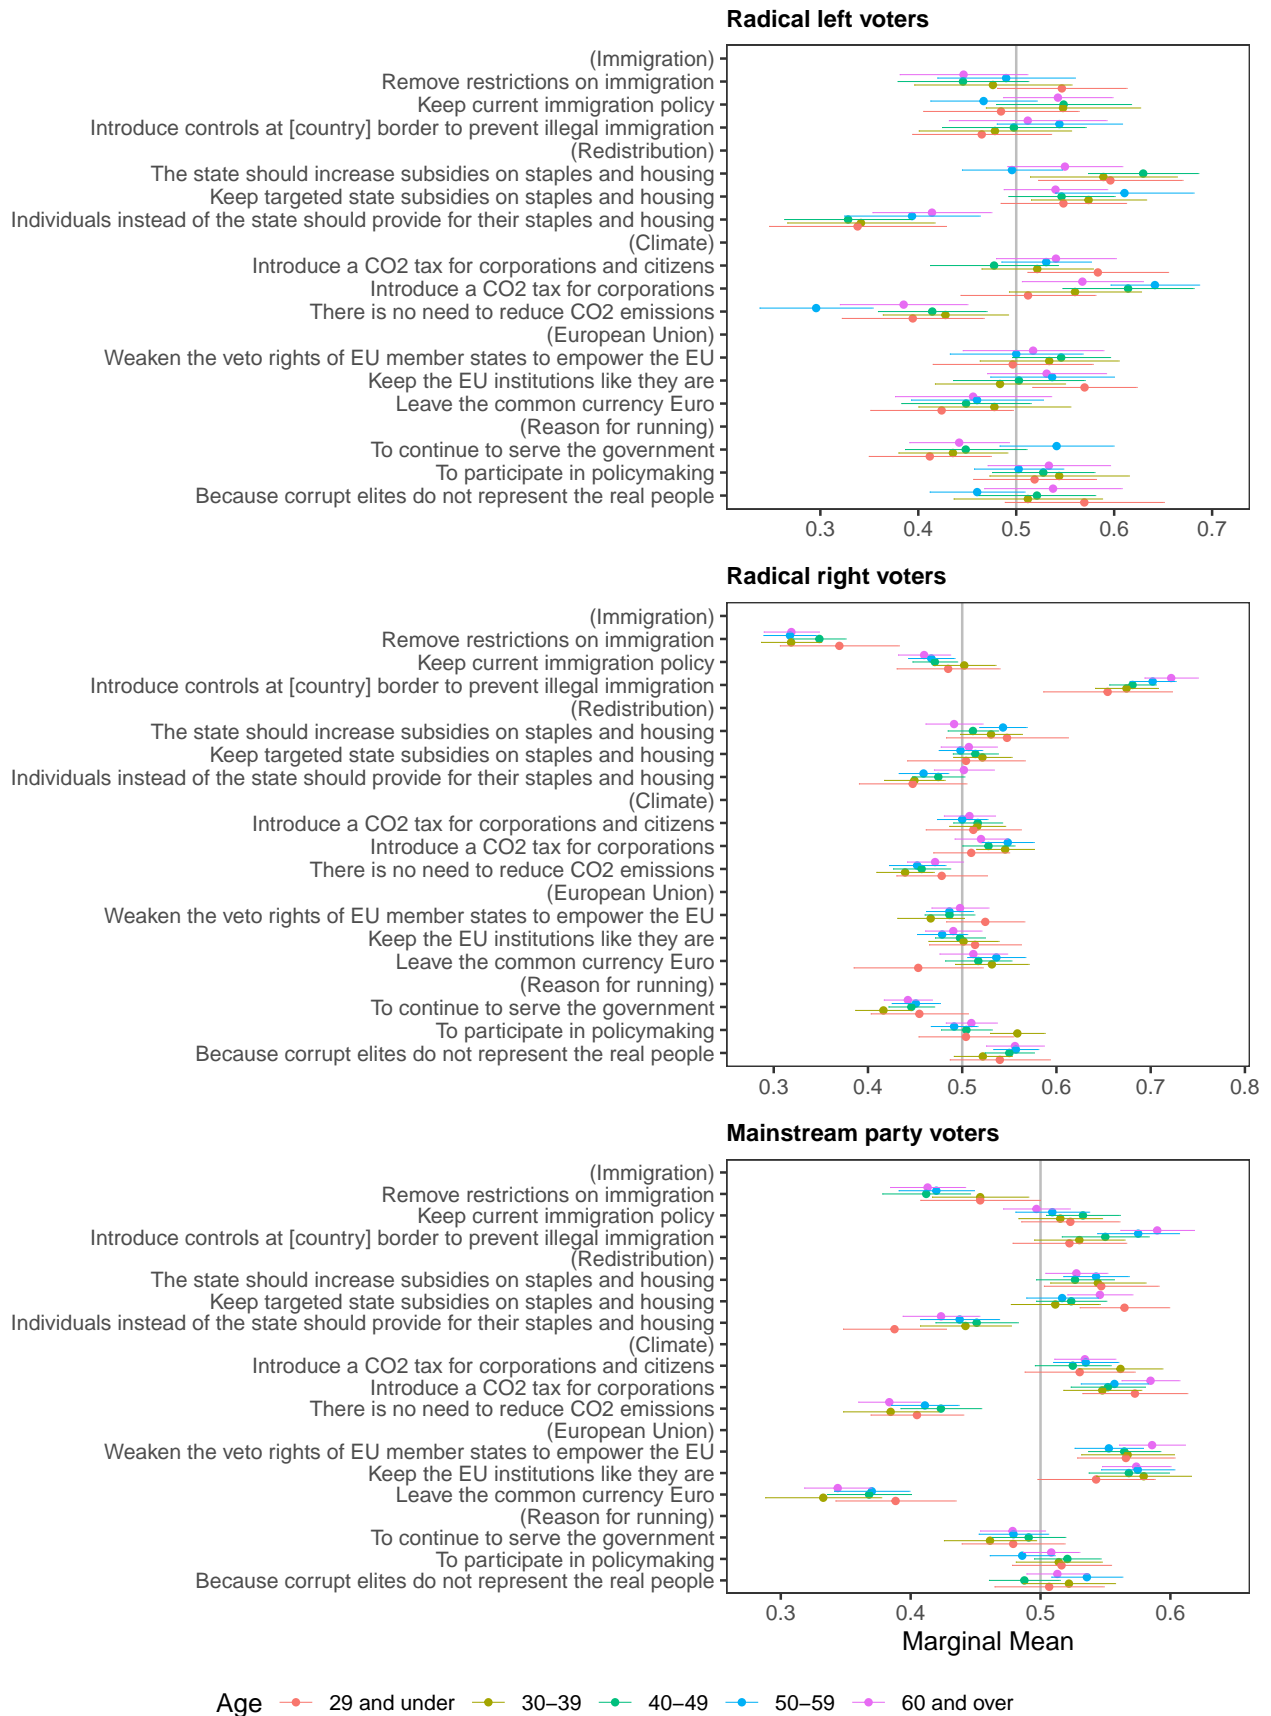 Radical left voters
(Immigration)
Remove restrictions on immigration
Keep current immigration policy
Introduce controls at [country] border to prevent illegal immigration
(Redistribution)
The state should increase subsidies on staples and housing
Keep targeted state subsidies on staples and housing
Individuals instead of the state should provide for their staples and housing
(Climate)
Introduce a CO2 tax for corporations and citizens
Introduce a CO2 tax for corporations
There is no need to reduce CO2 emissions
(European Union)
Weaken the veto rights of EU member states to empower the EU
Keep the EU institutions like they are
Leave the common currency Euro
(Reason for running)
To continue to serve the government
To participate in policymaking
Because corrupt elites do not represent the real people
0.3 0.4 0.5 0.6 0.7
Radical right voters
(Immigration)
Remove restrictions on immigration
Keep current immigration policy
Introduce controls at [country] border to prevent illegal immigration
(Redistribution)
The state should increase subsidies on staples and housing
Keep targeted state subsidies on staples and housing
Individuals instead of the state should provide for their staples and housing
(Climate)
Introduce a CO2 tax for corporations and citizens
Introduce a CO2 tax for corporations
There is no need to reduce CO2 emissions
(European Union)
Weaken the veto rights of EU member states to empower the EU
Keep the EU institutions like they are
Leave the common currency Euro
(Reason for running)
To continue to serve the government
To participate in policymaking
Because corrupt elites do not represent the real people
0.3 0.4 0.5 0.6 0.7 0.8
Mainstream party voters
(Immigration)
Remove restrictions on immigration
Keep current immigration policy
Introduce controls at [country] border to prevent illegal immigration
(Redistribution)
The state should increase subsidies on staples and housing
Keep targeted state subsidies on staples and housing
Individuals instead of the state should provide for their staples and housing
(Climate)
Introduce a CO2 tax for corporations and citizens
Introduce a CO2 tax for corporations
There is no need to reduce CO2 emissions
(European Union)
Weaken the veto rights of EU member states to empower the EU
Keep the EU institutions like they are
Leave the common currency Euro
(Reason for running)
To continue to serve the government
To participate in policymaking
Because corrupt elites do not represent the real people
0.3 0.4 0.5 0.6
Marginal Mean
Age 29 and under 30−39 40−49 50−59 60 and over